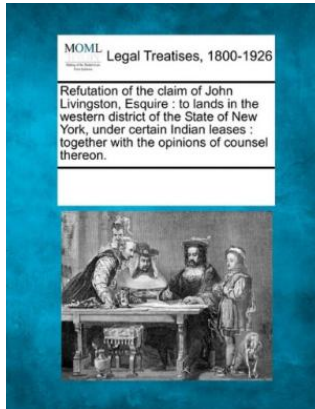 MOML
Legal Treatises, 1800-1926
Refutation of the claim of John
Livingston, Esquire : to lands in the
western district of the State of New
York, under certain Indian leases :
together with the opinions of counsel
thereon.